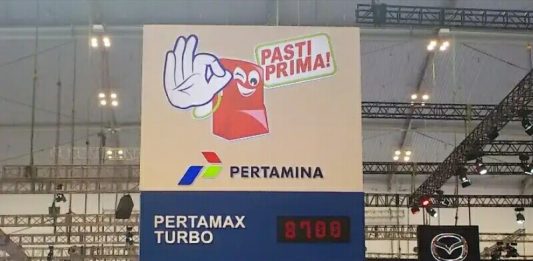 PASTI
PRIMA!
PERTAMINA
PERTAMAX
TURBO
8700